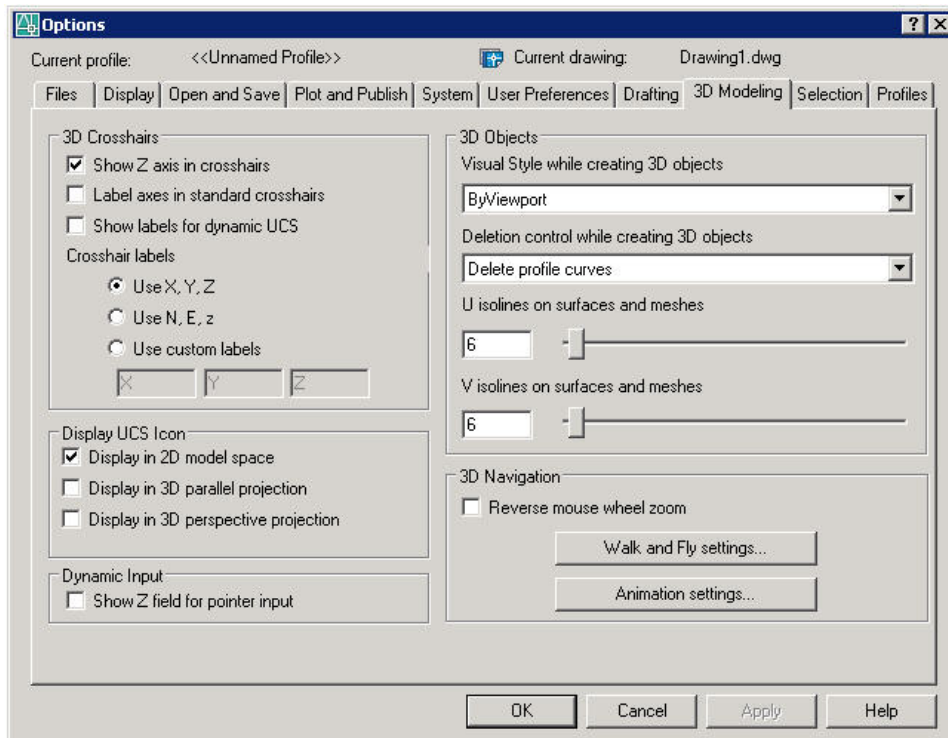 Options
Current profile: <<Unnamed Profile>> Current drawing: Drawing1.dwg
Files Display Open and Save Plot and Publish System User Preferences Drafting 3D Modeling Selection Profiles
3D Crosshairs
Show Z axis in crosshairs
Label axes in standard crosshairs
Show labels for dynamic UCS
Crosshair labels
Use X, Y, Z
Use N, E, z
Use custom labels
X Y Z
Display UCS Icon
Display in 2D model space
Display in 3D parallel projection
Display in 3D perspective projection
Dynamic Input
Show Z field for pointer input
3D Objects
Visual Style while creating 3D objects
ByViewport
Deletion control while creating 3D objects
Delete profile curves
U isolines on surfaces and meshes
6
V isolines on surfaces and meshes
6
3D Navigation
Reverse mouse wheel zoom
Walk and Fly settings...
Animation settings...
OK Cancel Apply Help